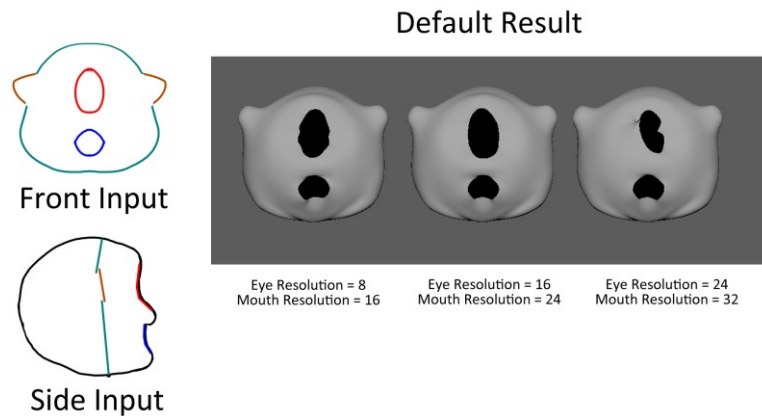 Default Result
Front Input
Side Input
Eye Resolution = 8
Mouth Resolution = 16
Eye Resolution = 16
Mouth Resolution = 24
Eye Resolution = 24
Mouth Resolution = 32